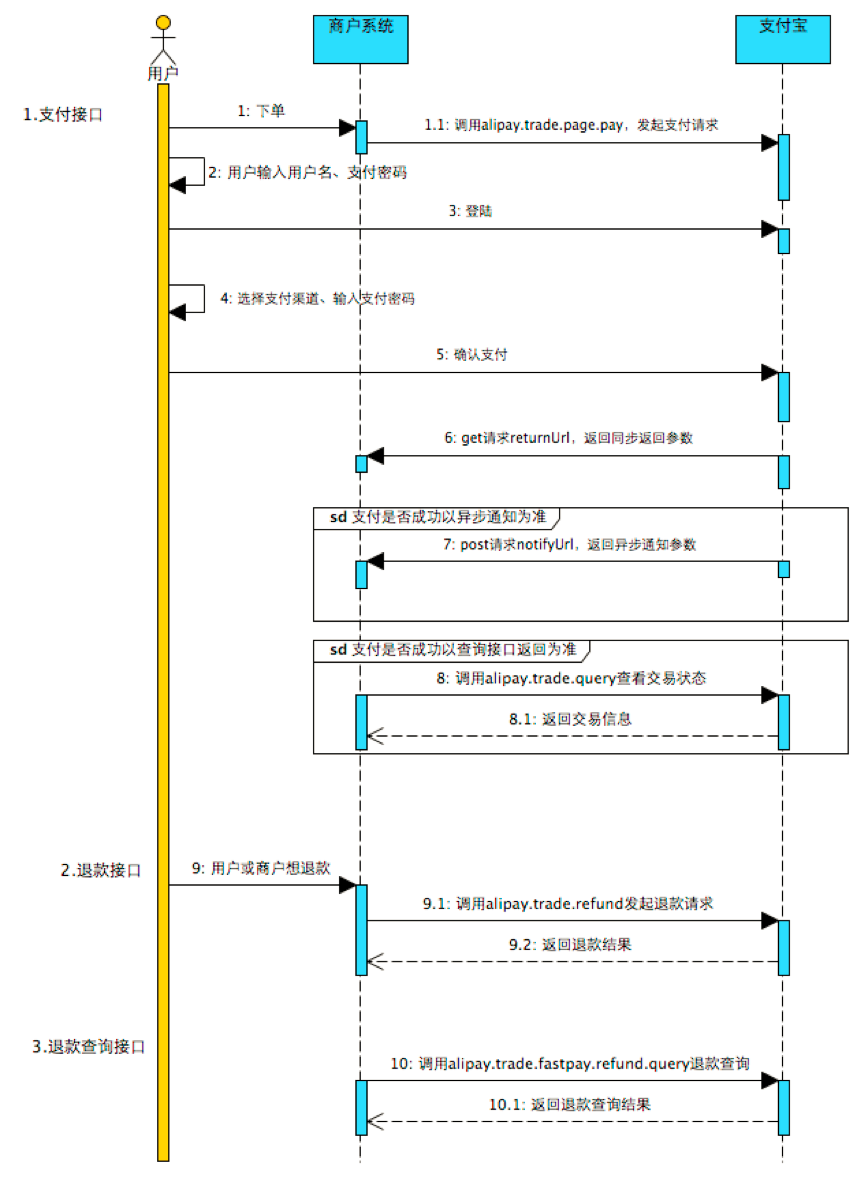 商户系统
支付宝
用户
1.支付接口
1: 下单
1.1: 调用alipay.trade.page.pay，发起支付请求
2: 用户输入用户名、支付密码
3: 登陆
4: 选择支付渠道、输入支付密码
5: 确认支付
6: get请求returnUrl，返回同步返回参数
sd 支付是否成功以异步通知为准
7: post请求notifyUrl，返回异步通知参数
sd 支付是否成功以查询接口返回为准
8: 调用alipay.trade.query查看交易状态
8.1: 返回交易信息
2.退款接口
9: 用户或商户想退款
9.1: 调用alipay.trade.refund发起退款请求
9.2: 返回退款结果
3.退款查询接口
10: 调用alipay.trade.fastpay.refund.query退款查询
10.1: 返回退款查询结果